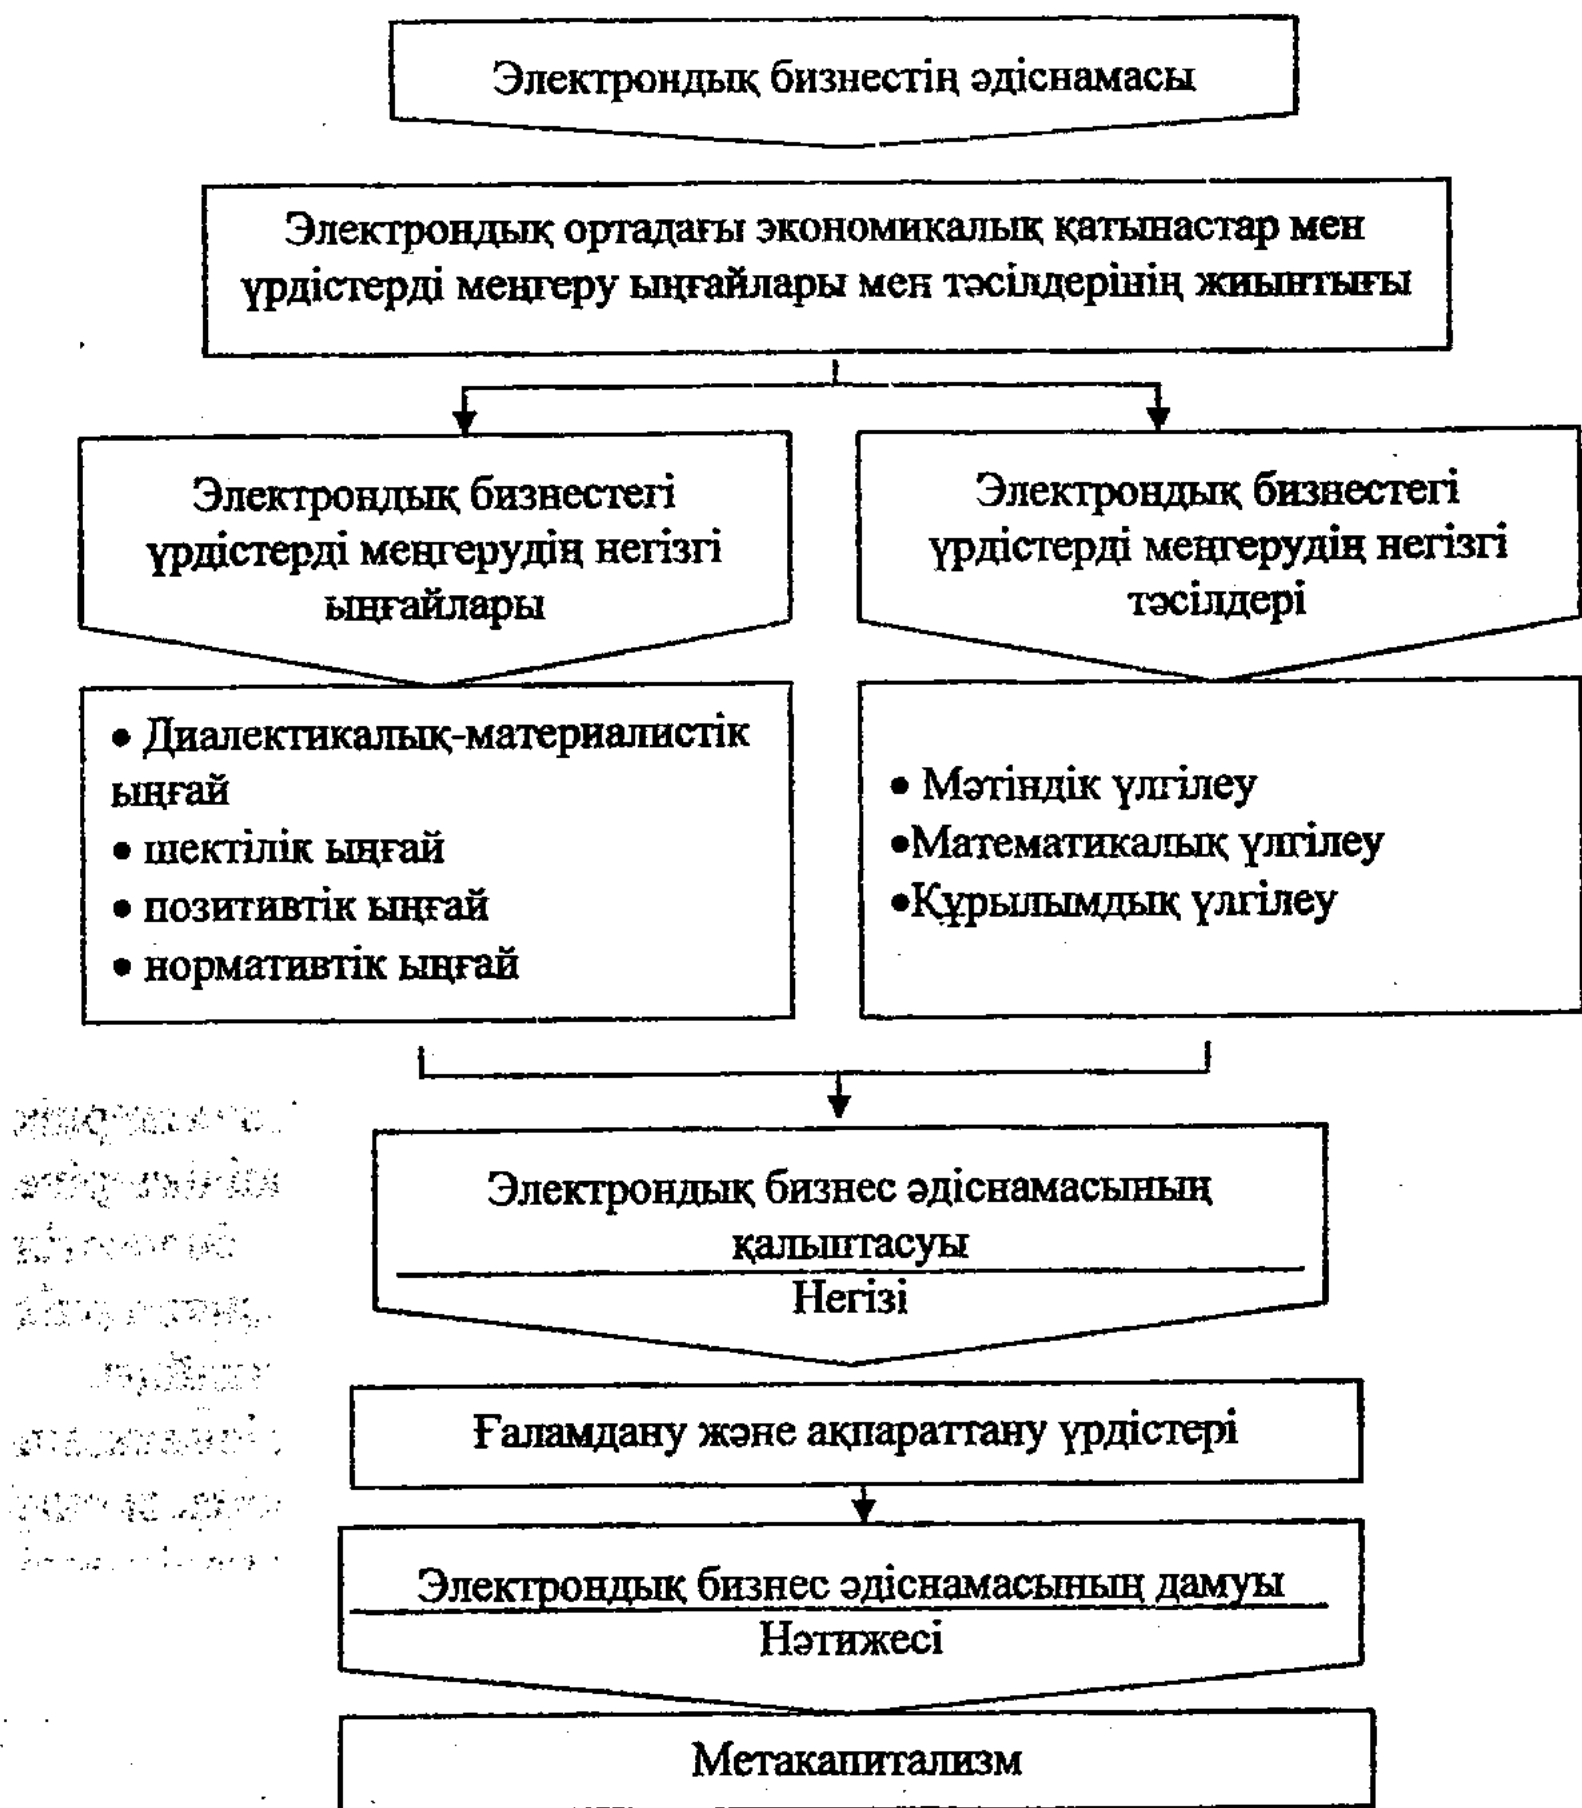 Электрондық бизнестің әдіснамасы
Электрондық ортадағы экономикалық қатынастар мен
үрдістерді меңгеру ыңғайлары мен тәсілдерінің жиынтығы
Электрондық бизнестегі
үрдістерді меңгерудің негізгі
ыңғайлары
Электрондық бизнестегі
үрдістерді меңгерудің негізгі
тәсілдері
• Диалектикалық-материалистік
ыңғай
• шектілік ыңғай
• позитивтік ыңғай
• нормативтік ыңғай
• Мәтіндік үлгілеу
•Математикалық үлгілеу
•Құрылымдық үлгілеу
Электрондық бизнес әдіснамасының
қалыптасуы
Негізі
Ғаламдану және ақпараттану үрдістері
Электрондық бизнес әдіснамасының дамуы
Нәтижесі
Метакапитализм